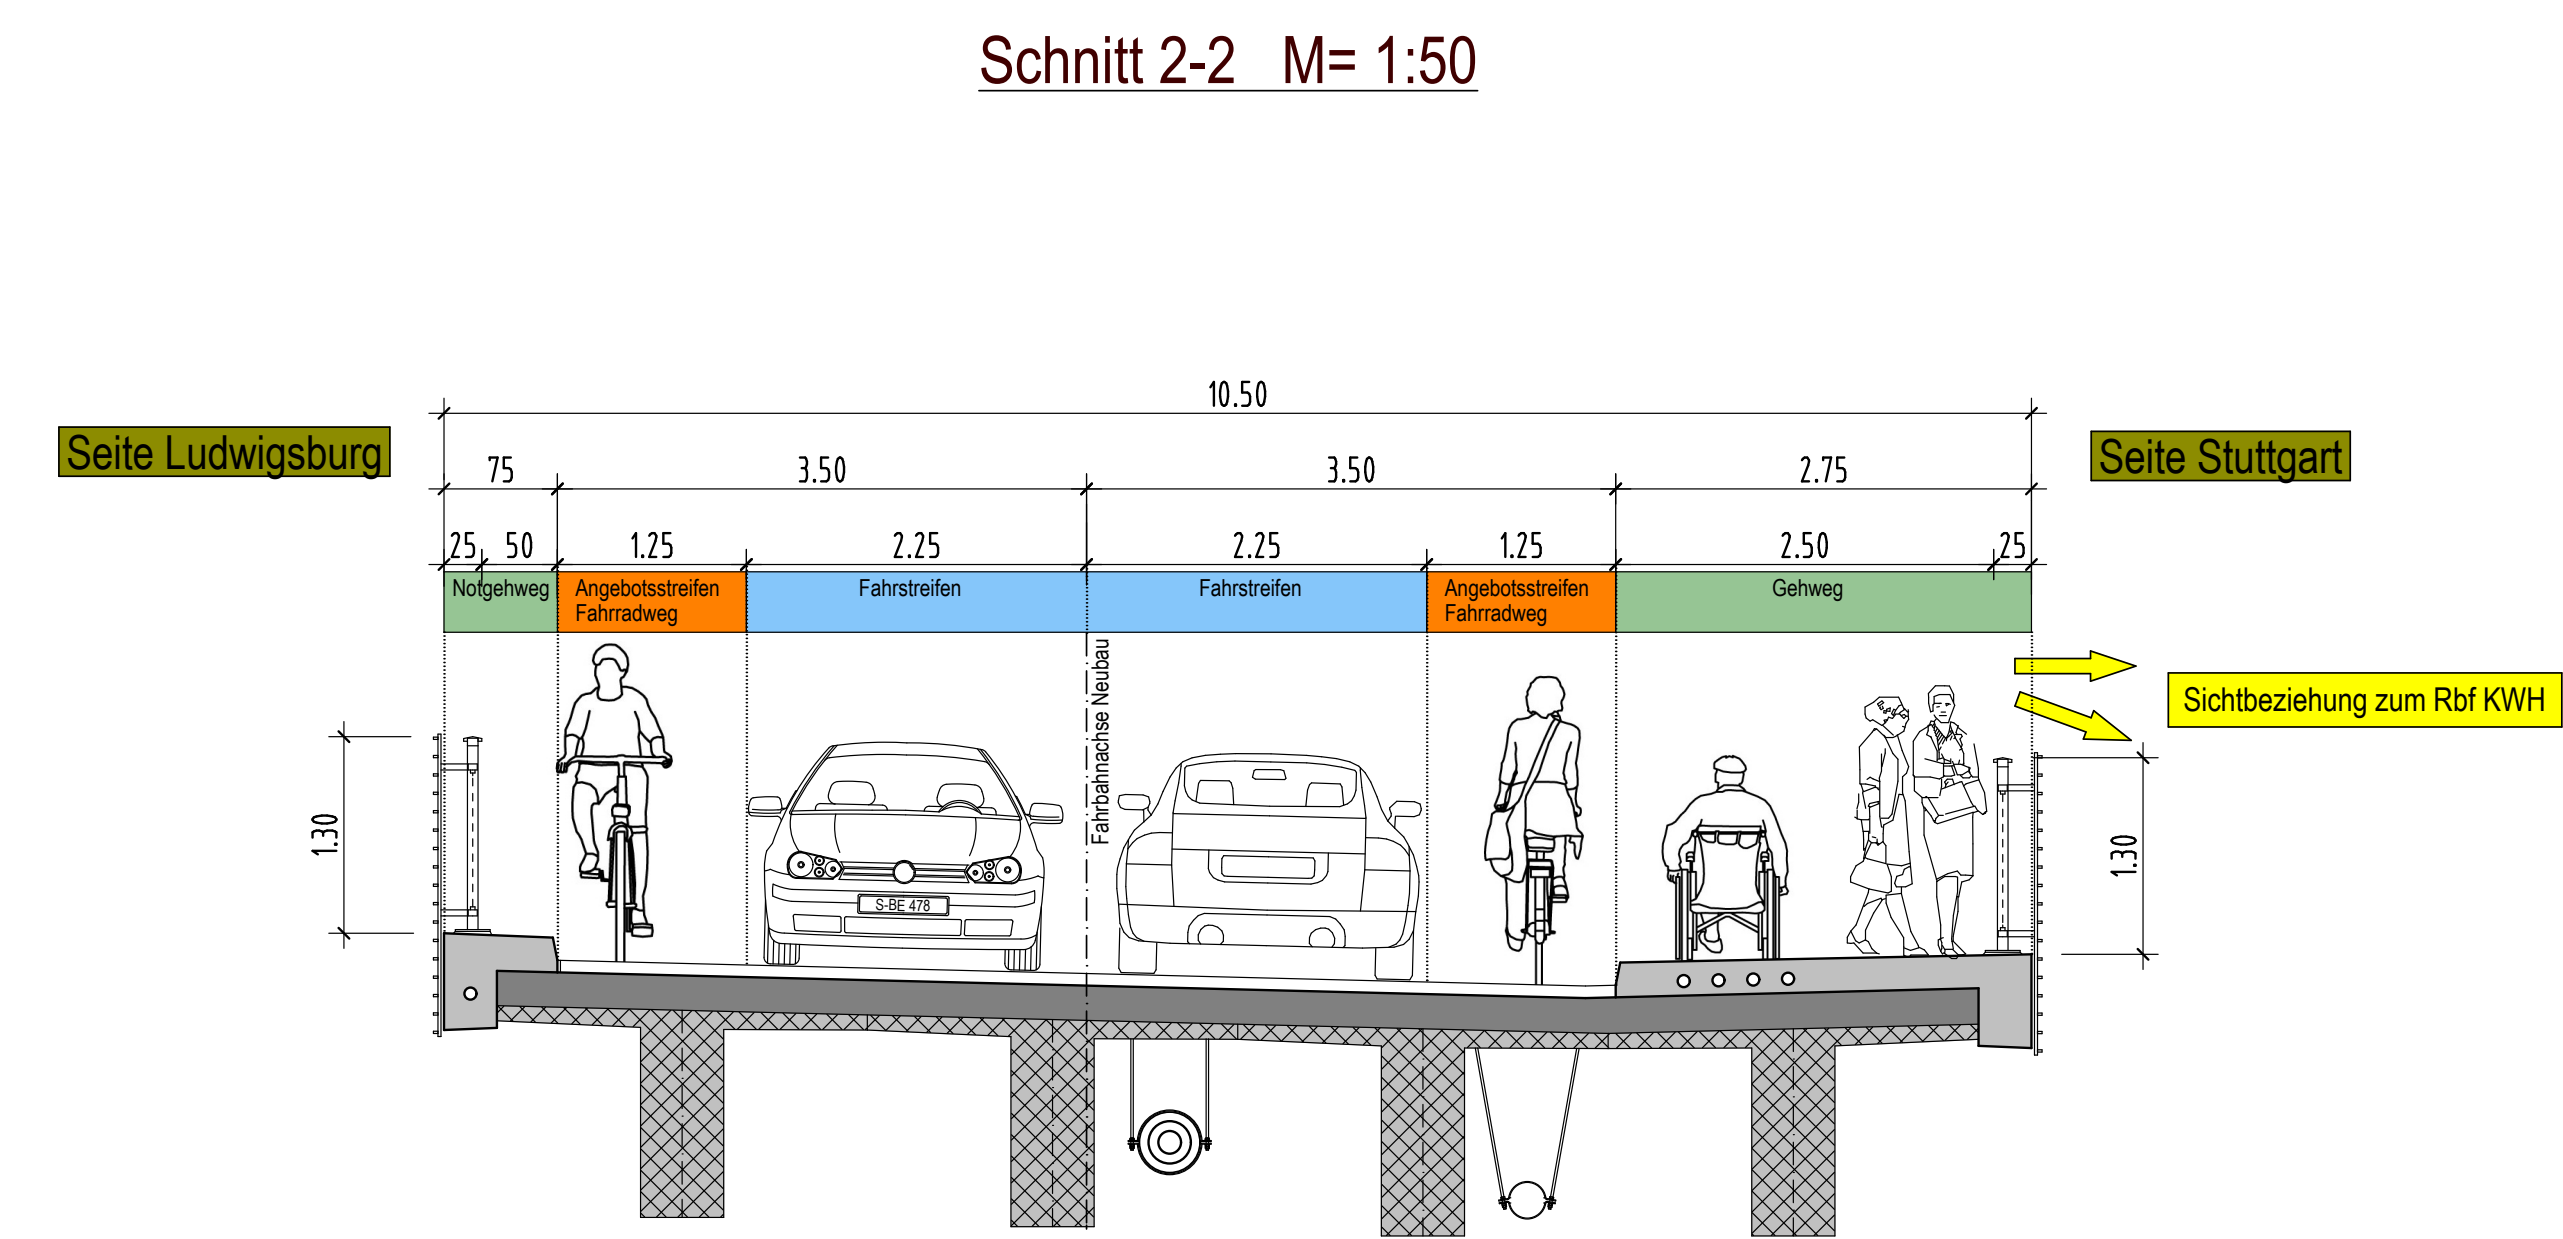 Schnitt 2-2   M= 1:50
10.50
Seite Ludwigsburg
Seite Stuttgart
75
3.50
3.50
2.75
25
50
1.25
2.25
2.25
1.25
2.50
25
Notgehweg
Angebotsstreifen
Fahrradweg
Fahrstreifen
Fahrstreifen
Angebotsstreifen
Fahrradweg
Gehweg
Fahrbahnachse Neubau
Sichtbeziehung zum Rbf KWH
1.30
1.30
S-BE 478